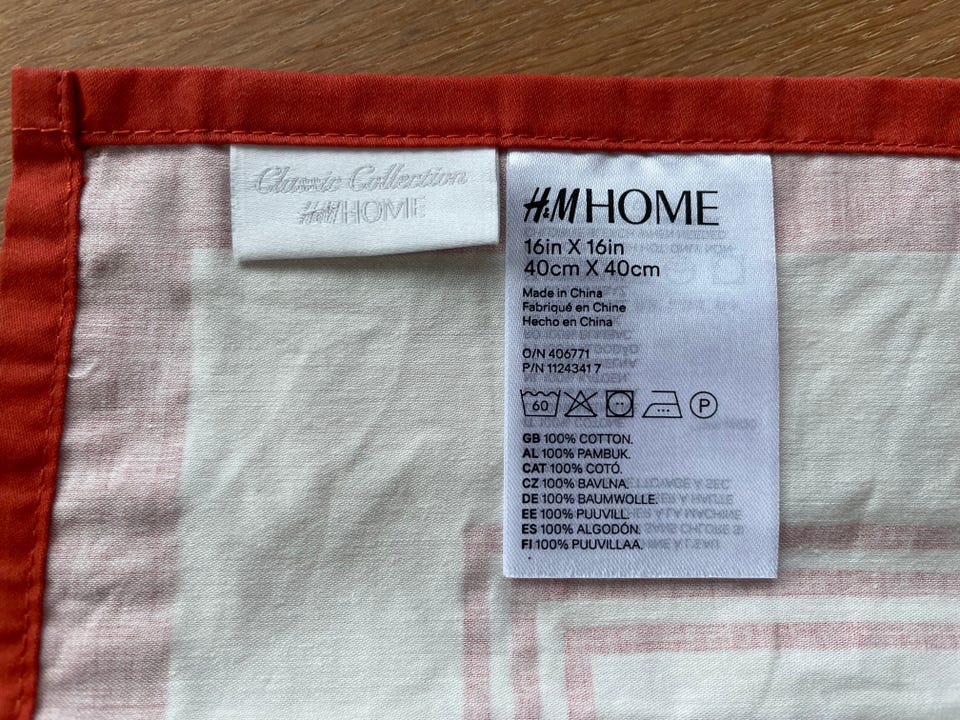 Classic Collection
H&M HOME
H&M HOME
16in X 16in
40cm X 40cm
Made in China
Fabriqué en Chine
Hecho en China
O/N 406771
P/N 1124341 7
60
P
GB 100% COTTON.
AL 100% PAMBUK.
CAT 100% COTÓ.
CZ 100% BAVLNA.
DE 100% BAUMWOLLE.
EE 100% PUUVILL.
ES 100% ALGODÓN.
FI 100% PUUVILLAA.